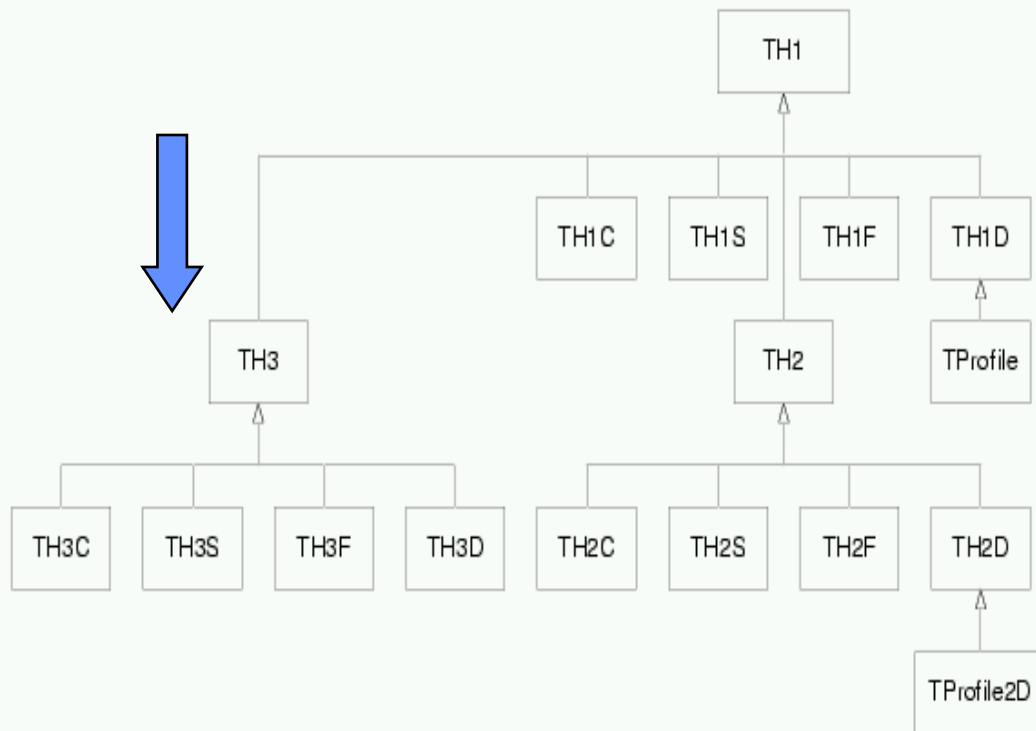 TH1
TH1C TH1S TH1F TH1D
TH3 TH2 TProfile
TH3C TH3S TH3F TH3D TH2C TH2S TH2F TH2D
TProfile2D